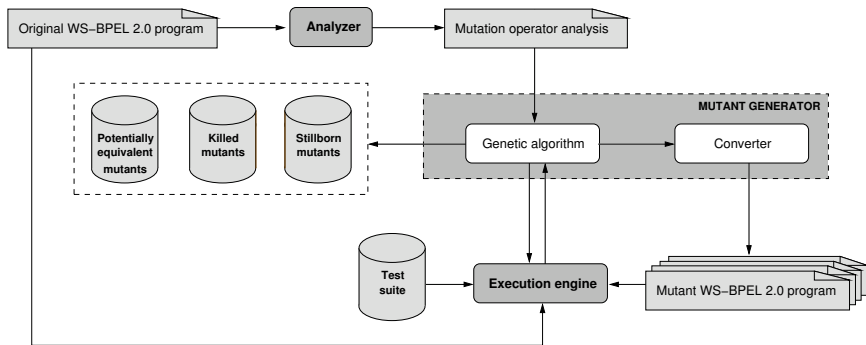 Original WS−BPEL 2.0 program
Analyzer
Mutation operator analysis
MUTANT GENERATOR
Potentially
equivalent
mutants
Killed
mutants
Stillborn
mutants
Genetic algorithm
Converter
Test
suite
Execution engine
Mutant WS−BPEL 2.0 program